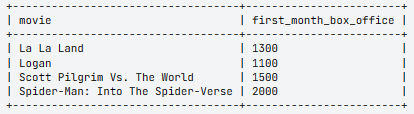 +-----------------------------------+------------------------+
| movie | first_month_box_office |
+-----------------------------------+------------------------+
| La La Land | 1300 |
| Logan | 1100 |
| Scott Pilgrim Vs. The World | 1500 |
| Spider-Man: Into The Spider-Verse | 2000 |
+-----------------------------------+------------------------+